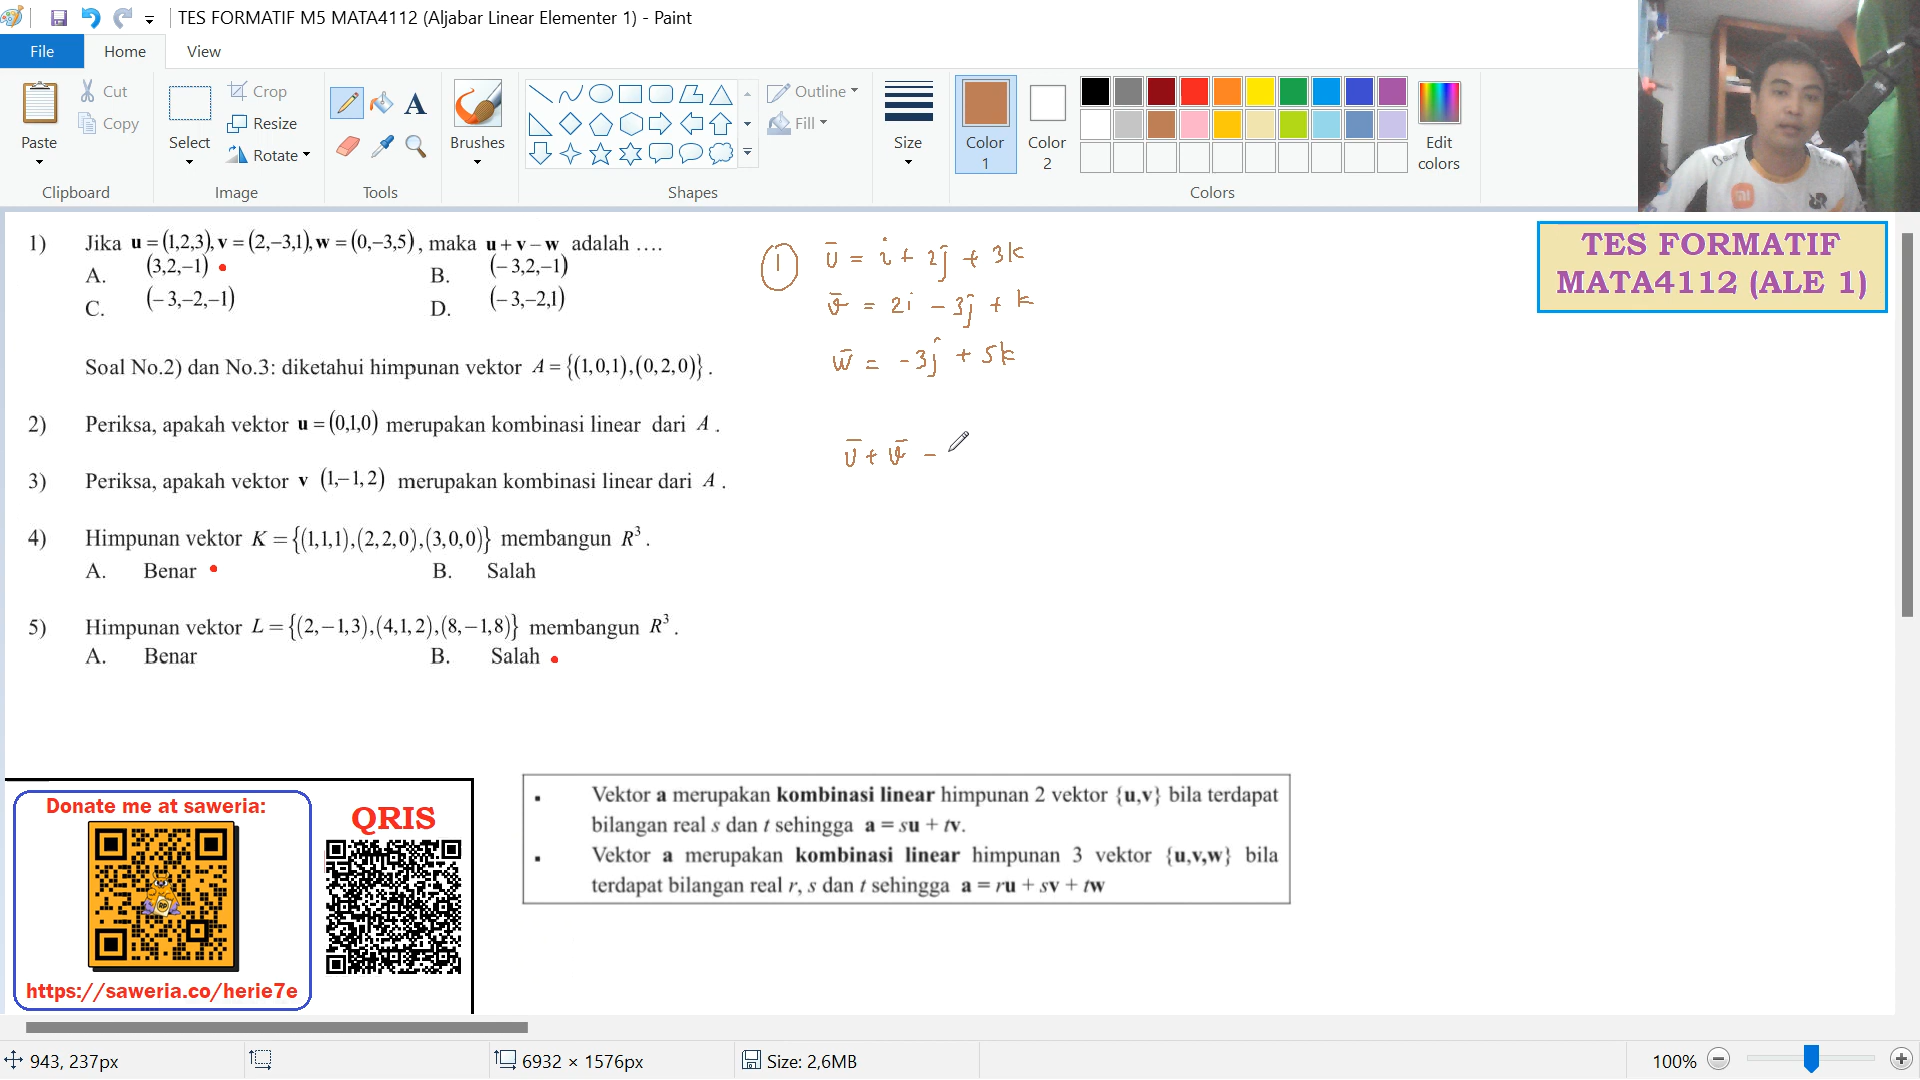 TES FORMATIF M5 MATA4112 (Aljabar Linear Elementer 1) - Paint
File Home View
Paste
Cut
Copy
Clipboard
Select
Crop
Resize
Rotate
Image
Tools
Brushes
Shapes
Outline
Fill
Size
Color 1
Color 2
Edit colors
Colors
TES FORMATIF
MATA4112 (ALE 1)
1) Jika u = (1,2,3), v = (2,−3,1), w = (0,−3,5), maka u + v − w adalah ….
A. (3,2,−1) B. (−3,2,−1)
C. (−3,−2,−1) D. (−3,−2,1)
Soal No.2) dan No.3: diketahui himpunan vektor A = {(1,0,1),(0,2,0)}.
2) Periksa, apakah vektor u = (0,1,0) merupakan kombinasi linear dari A.
3) Periksa, apakah vektor v (1,−1,2) merupakan kombinasi linear dari A.
4) Himpunan vektor K = {(1,1,1),(2,2,0),(3,0,0)} membangun R³.
A. Benar B. Salah
5) Himpunan vektor L = {(2,−1,3),(4,1,2),(8,−1,8)} membangun R³.
A. Benar B. Salah
① ū = i + 2j + 3k
v̄ = 2i − 3j + k
w̄ = −3j + 5k
ū + v̄ −
Donate me at saweria:
RP
https://saweria.co/herie7e
QRIS
▪ Vektor a merupakan kombinasi linear himpunan 2 vektor {u,v} bila terdapat
bilangan real s dan t sehingga a = su + tv.
▪ Vektor a merupakan kombinasi linear himpunan 3 vektor {u,v,w} bila
terdapat bilangan real r, s dan t sehingga a = ru + sv + tw
943, 237px
6932 × 1576px
Size: 2,6MB
100%